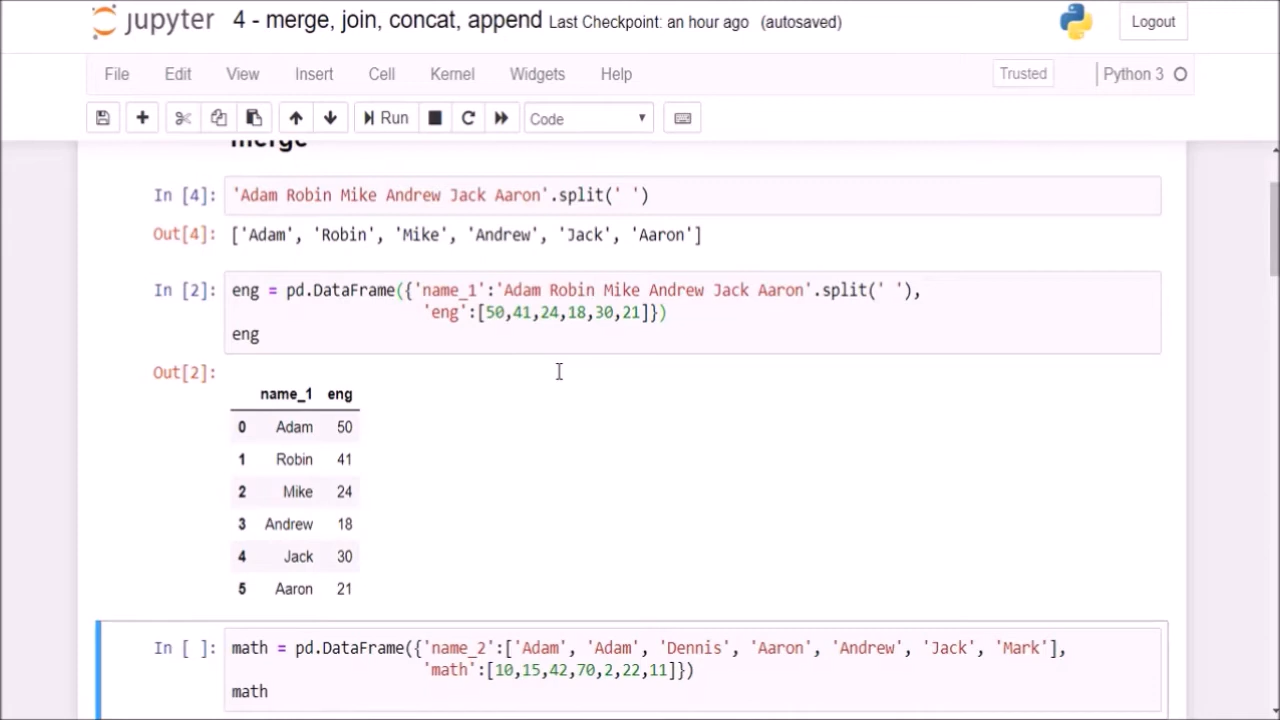 jupyter 4 - merge, join, concat, append Last Checkpoint: an hour ago (autosaved) Logout
File Edit View Insert Cell Kernel Widgets Help Trusted Python 3
Run Code
merge
In [4]: 'Adam Robin Mike Andrew Jack Aaron'.split(' ')
Out[4]: ['Adam', 'Robin', 'Mike', 'Andrew', 'Jack', 'Aaron']
In [2]: eng = pd.DataFrame({'name_1':'Adam Robin Mike Andrew Jack Aaron'.split(' '),
'eng':[50,41,24,18,30,21]})
eng
Out[2]:
name_1 eng
0 Adam 50
1 Robin 41
2 Mike 24
3 Andrew 18
4 Jack 30
5 Aaron 21
In [ ]: math = pd.DataFrame({'name_2':['Adam', 'Adam', 'Dennis', 'Aaron', 'Andrew', 'Jack', 'Mark'],
'math':[10,15,42,70,2,22,11]})
math